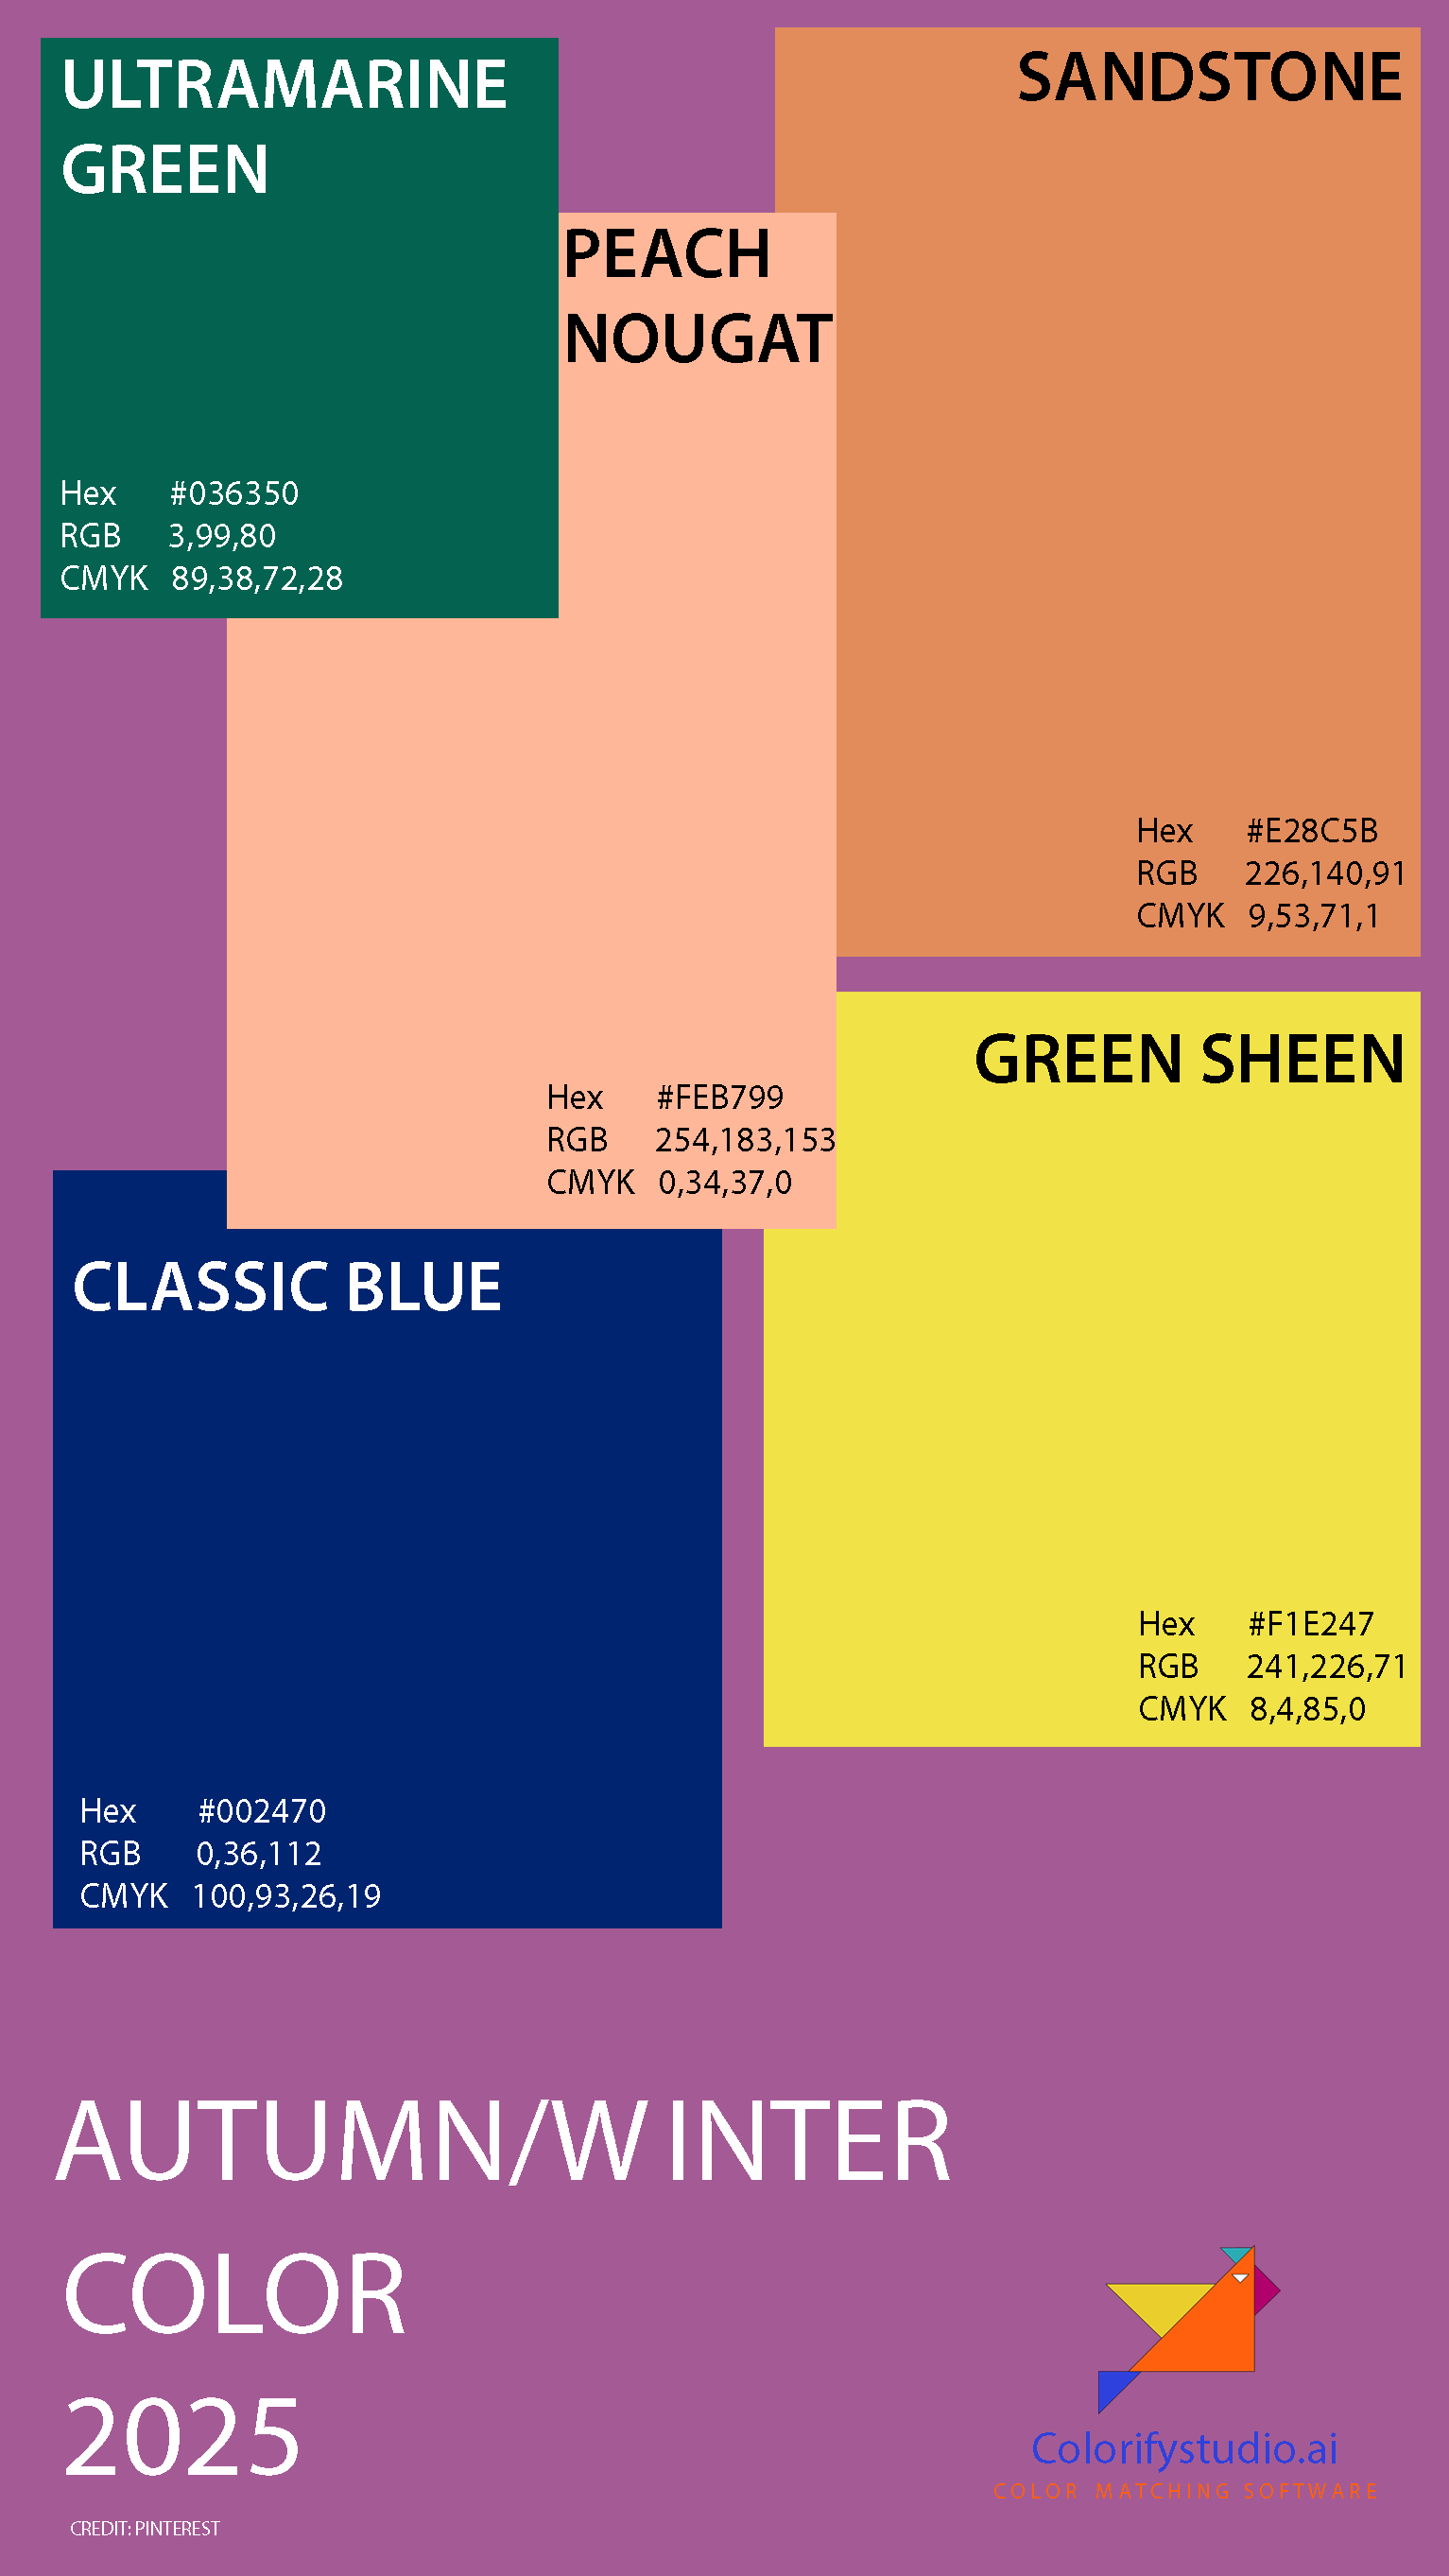 ULTRAMARINE
GREEN
Hex #036350
RGB 3,99,80
CMYK 89,38,72,28
SANDSTONE
Hex #E28C5B
RGB 226,140,91
CMYK 9,53,71,1
PEACH
NOUGAT
Hex #FEB799
RGB 254,183,153
CMYK 0,34,37,0
GREEN SHEEN
Hex #F1E247
RGB 241,226,71
CMYK 8,4,85,0
CLASSIC BLUE
Hex #002470
RGB 0,36,112
CMYK 100,93,26,19
AUTUMN/WINTER
COLOR
2025
CREDIT: PINTEREST
Colorifystudio.ai
COLOR MATCHING SOFTWARE